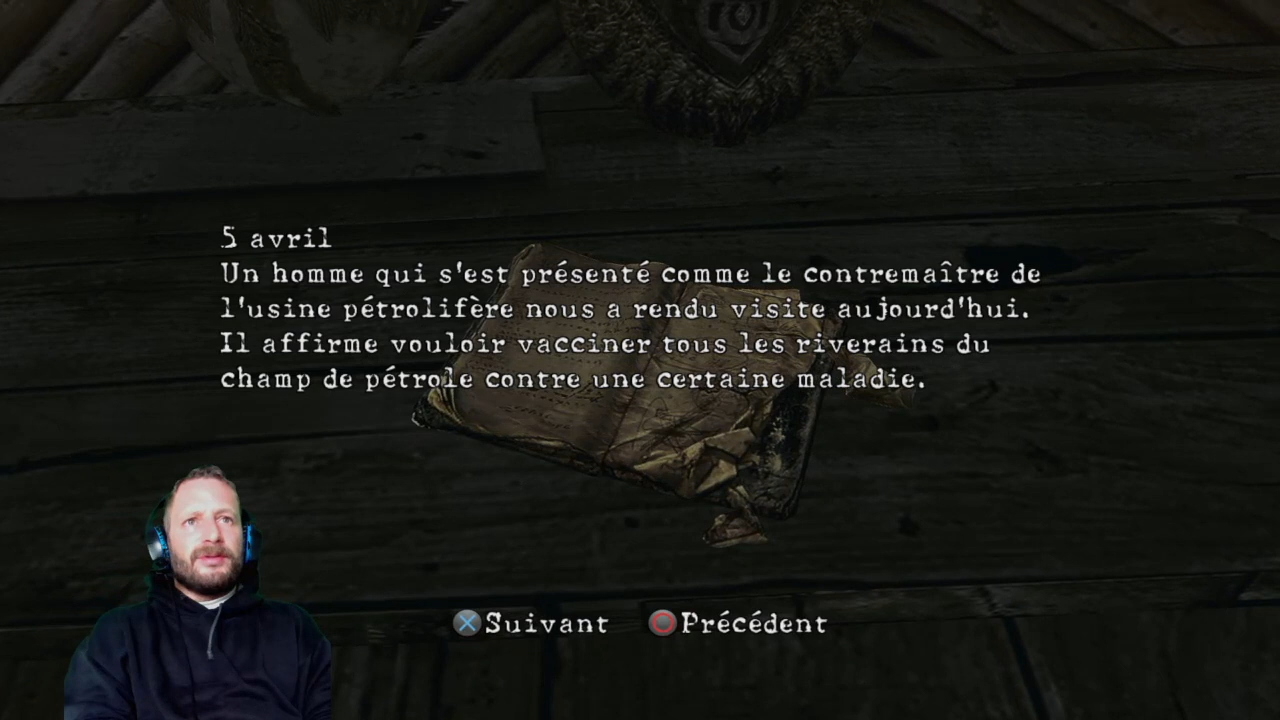 5 avril
Un homme qui s'est présenté comme le contremaître de
l'usine pétrolifère nous a rendu visite aujourd'hui.
Il affirme vouloir vacciner tous les riverains du
champ de pétrole contre une certaine maladie.
Suivant Précédent